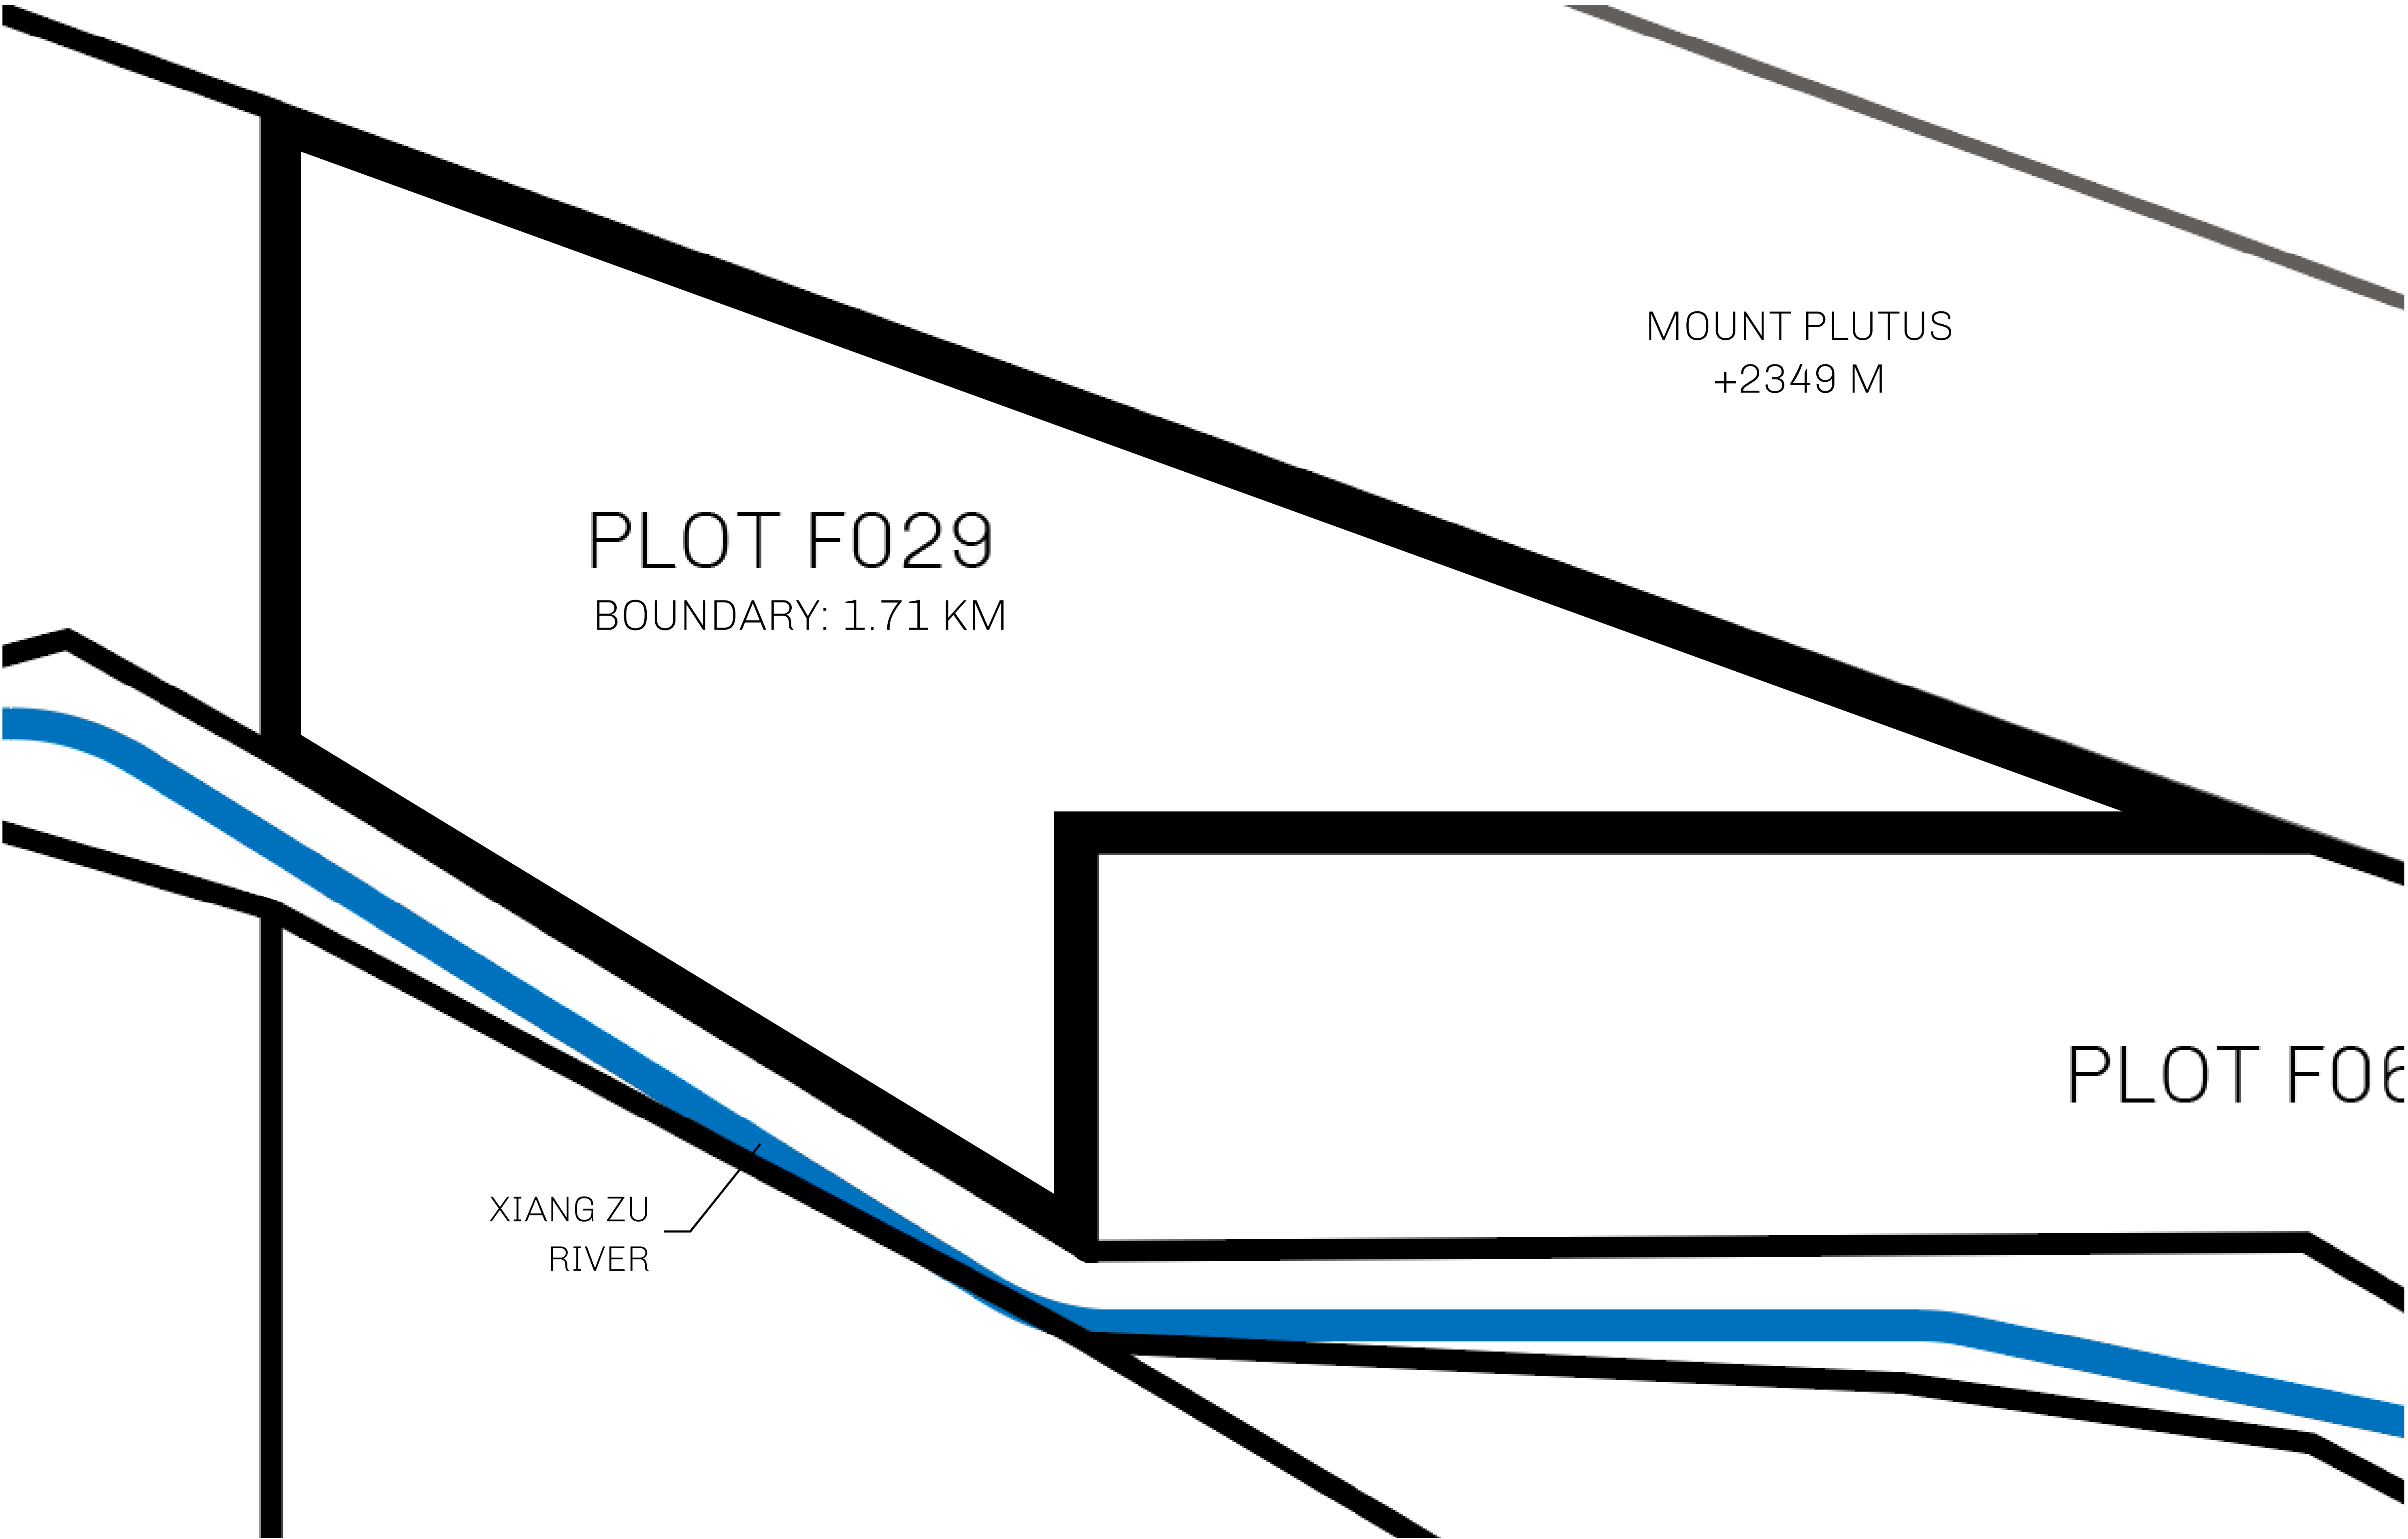 MOUNT PLUTUS
+2349 M
PLOT F029
BOUNDARY: 1.71 KM
PLOT F06
XIANG ZU
RIVER